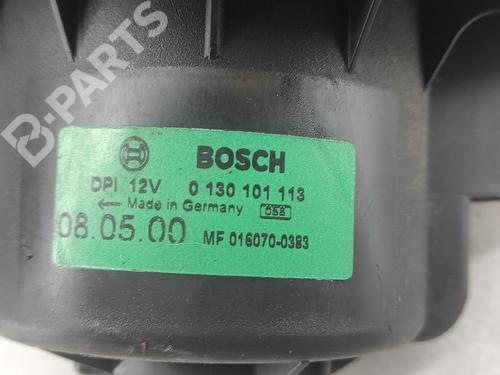 B-PARTS
BOSCH
DPI 12V 0 130 101 113
← Made in Germany 058
08.05.00 MF 016070-0383